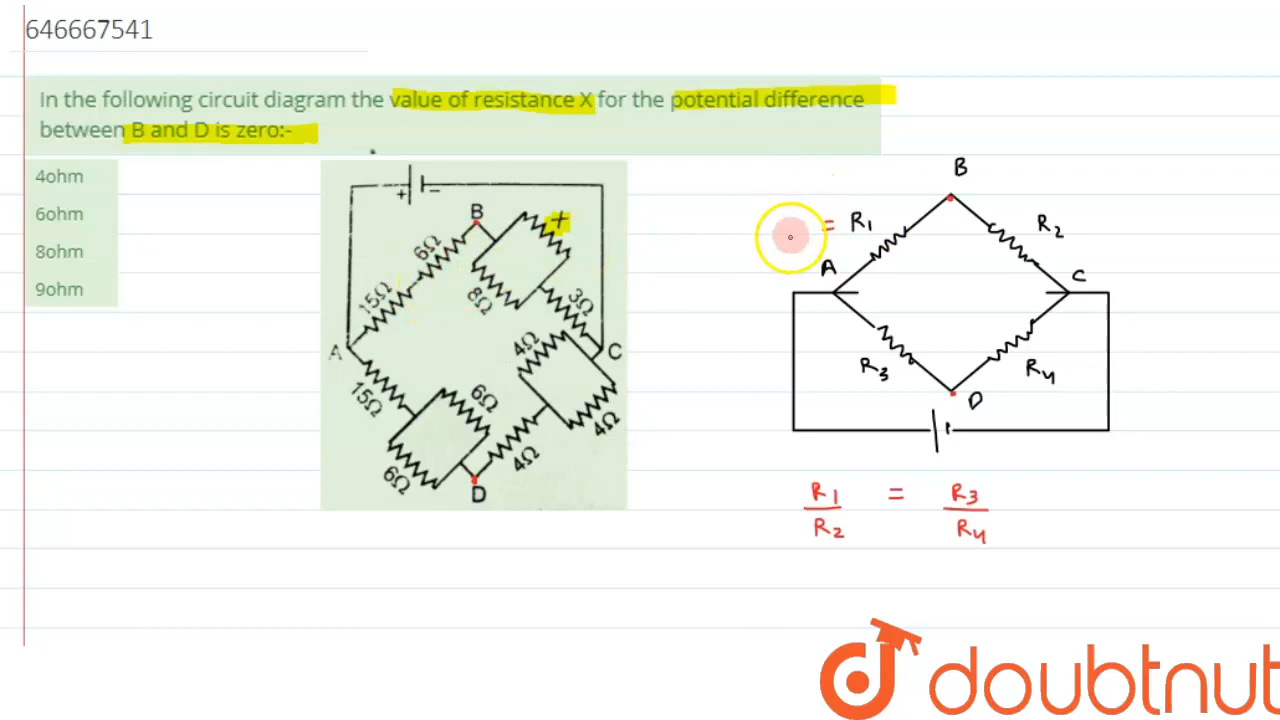 646667541
In the following circuit diagram the value of resistance X for the potential difference
between B and D is zero:-
4ohm
6ohm
8ohm
9ohm
+ −
B
X
6Ω
15Ω
8Ω
3Ω
A
C
4Ω
15Ω
6Ω
4Ω
6Ω
4Ω
D
B
= R1
R2
A
C
R3
R4
D
R1 = R3
R2 R4
doubtnut